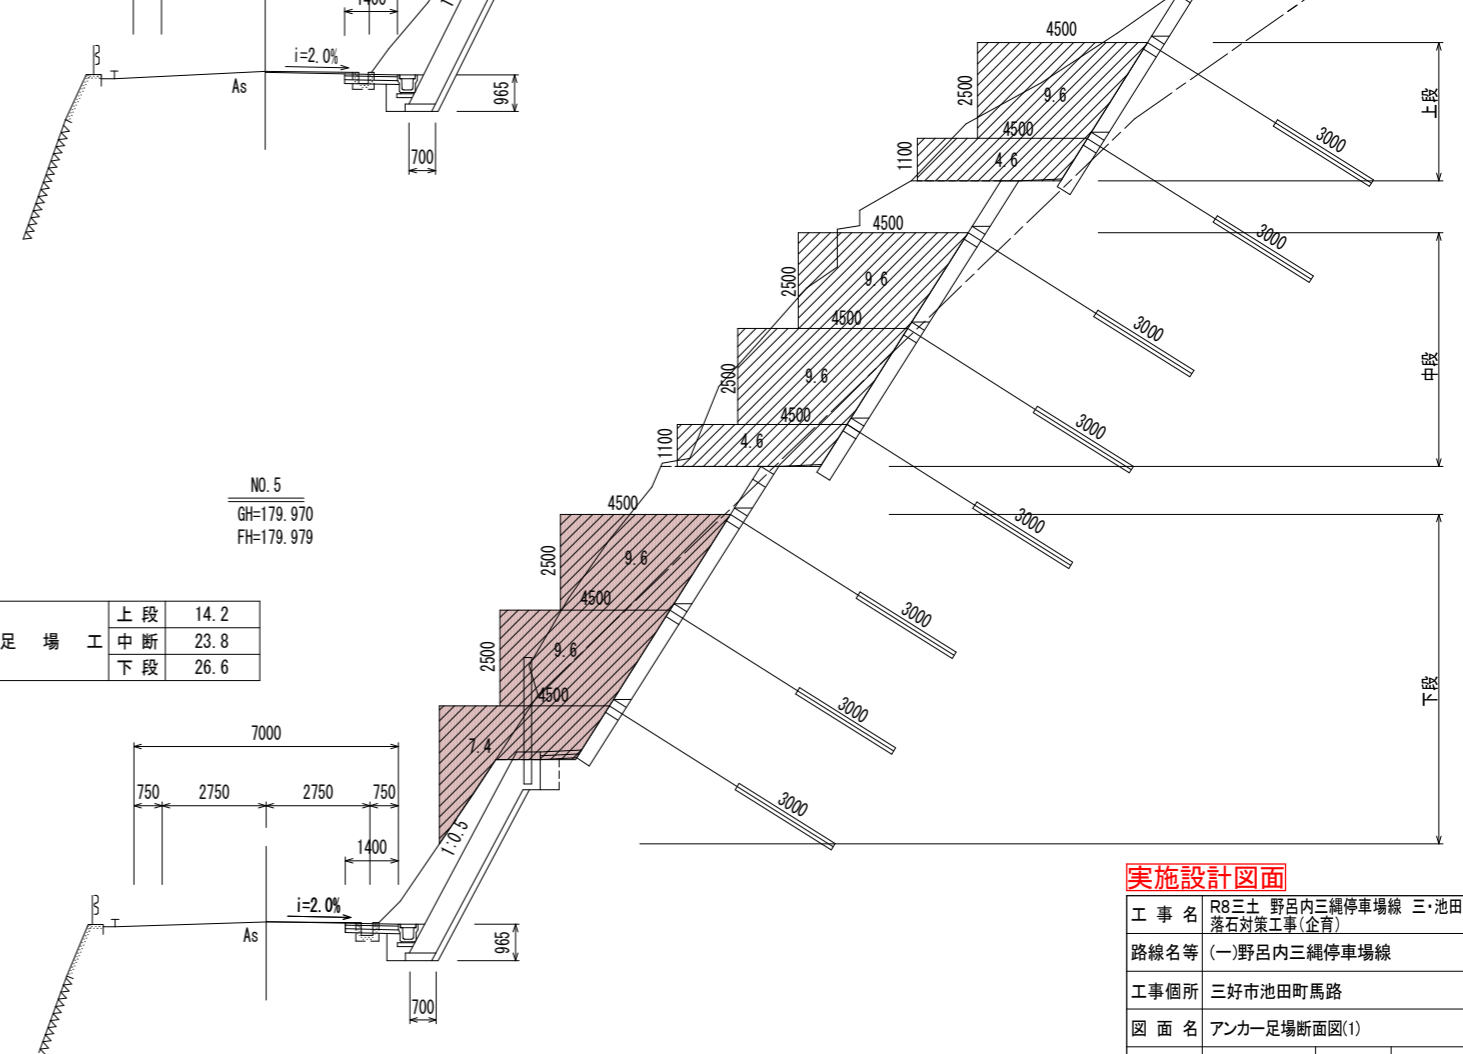 1400
i=2.0%
As
965
700
4500
2500
9.6
4500
1100
4.6
3000
3000
上段
4500
2500
9.6
4500
2500
9.6
4500
1100
4.6
3000
3000
3000
中段
NO.5
GH=179.970
FH=179.979
4500
2500
9.6
4500
2500
9.6
4500
7.4
3000
3000
3000
下段
足 場 工
上 段 14.2
中 断 23.8
下 段 26.6
7000
750 2750 2750 750
1400
1:0.5
i=2.0%
As
965
700
実施設計図面
工 事 名 R8三土 野呂内三縄停車場線 三・池田
落石対策工事(企育)
路線名等 (一)野呂内三縄停車場線
工事個所 三好市池田町馬路
図 面 名 アンカー足場断面図(1)